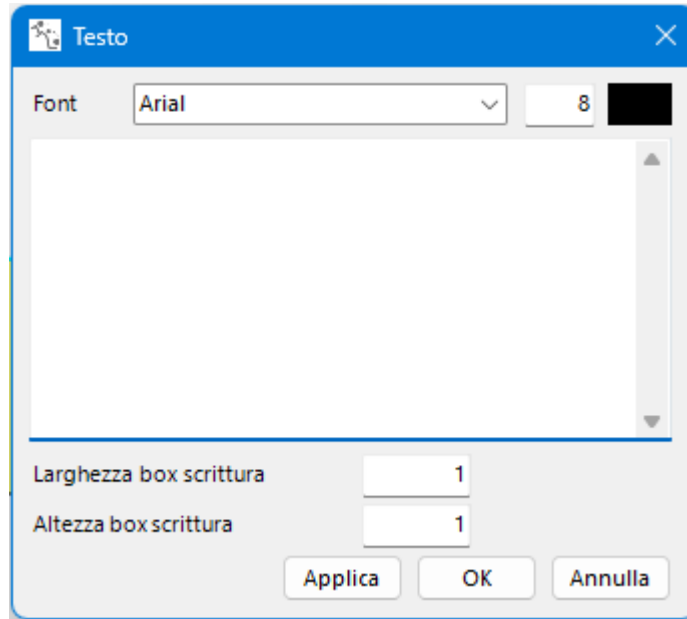 Testo
Font Arial 8
Larghezza box scrittura 1
Altezza box scrittura 1
Applica OK Annulla